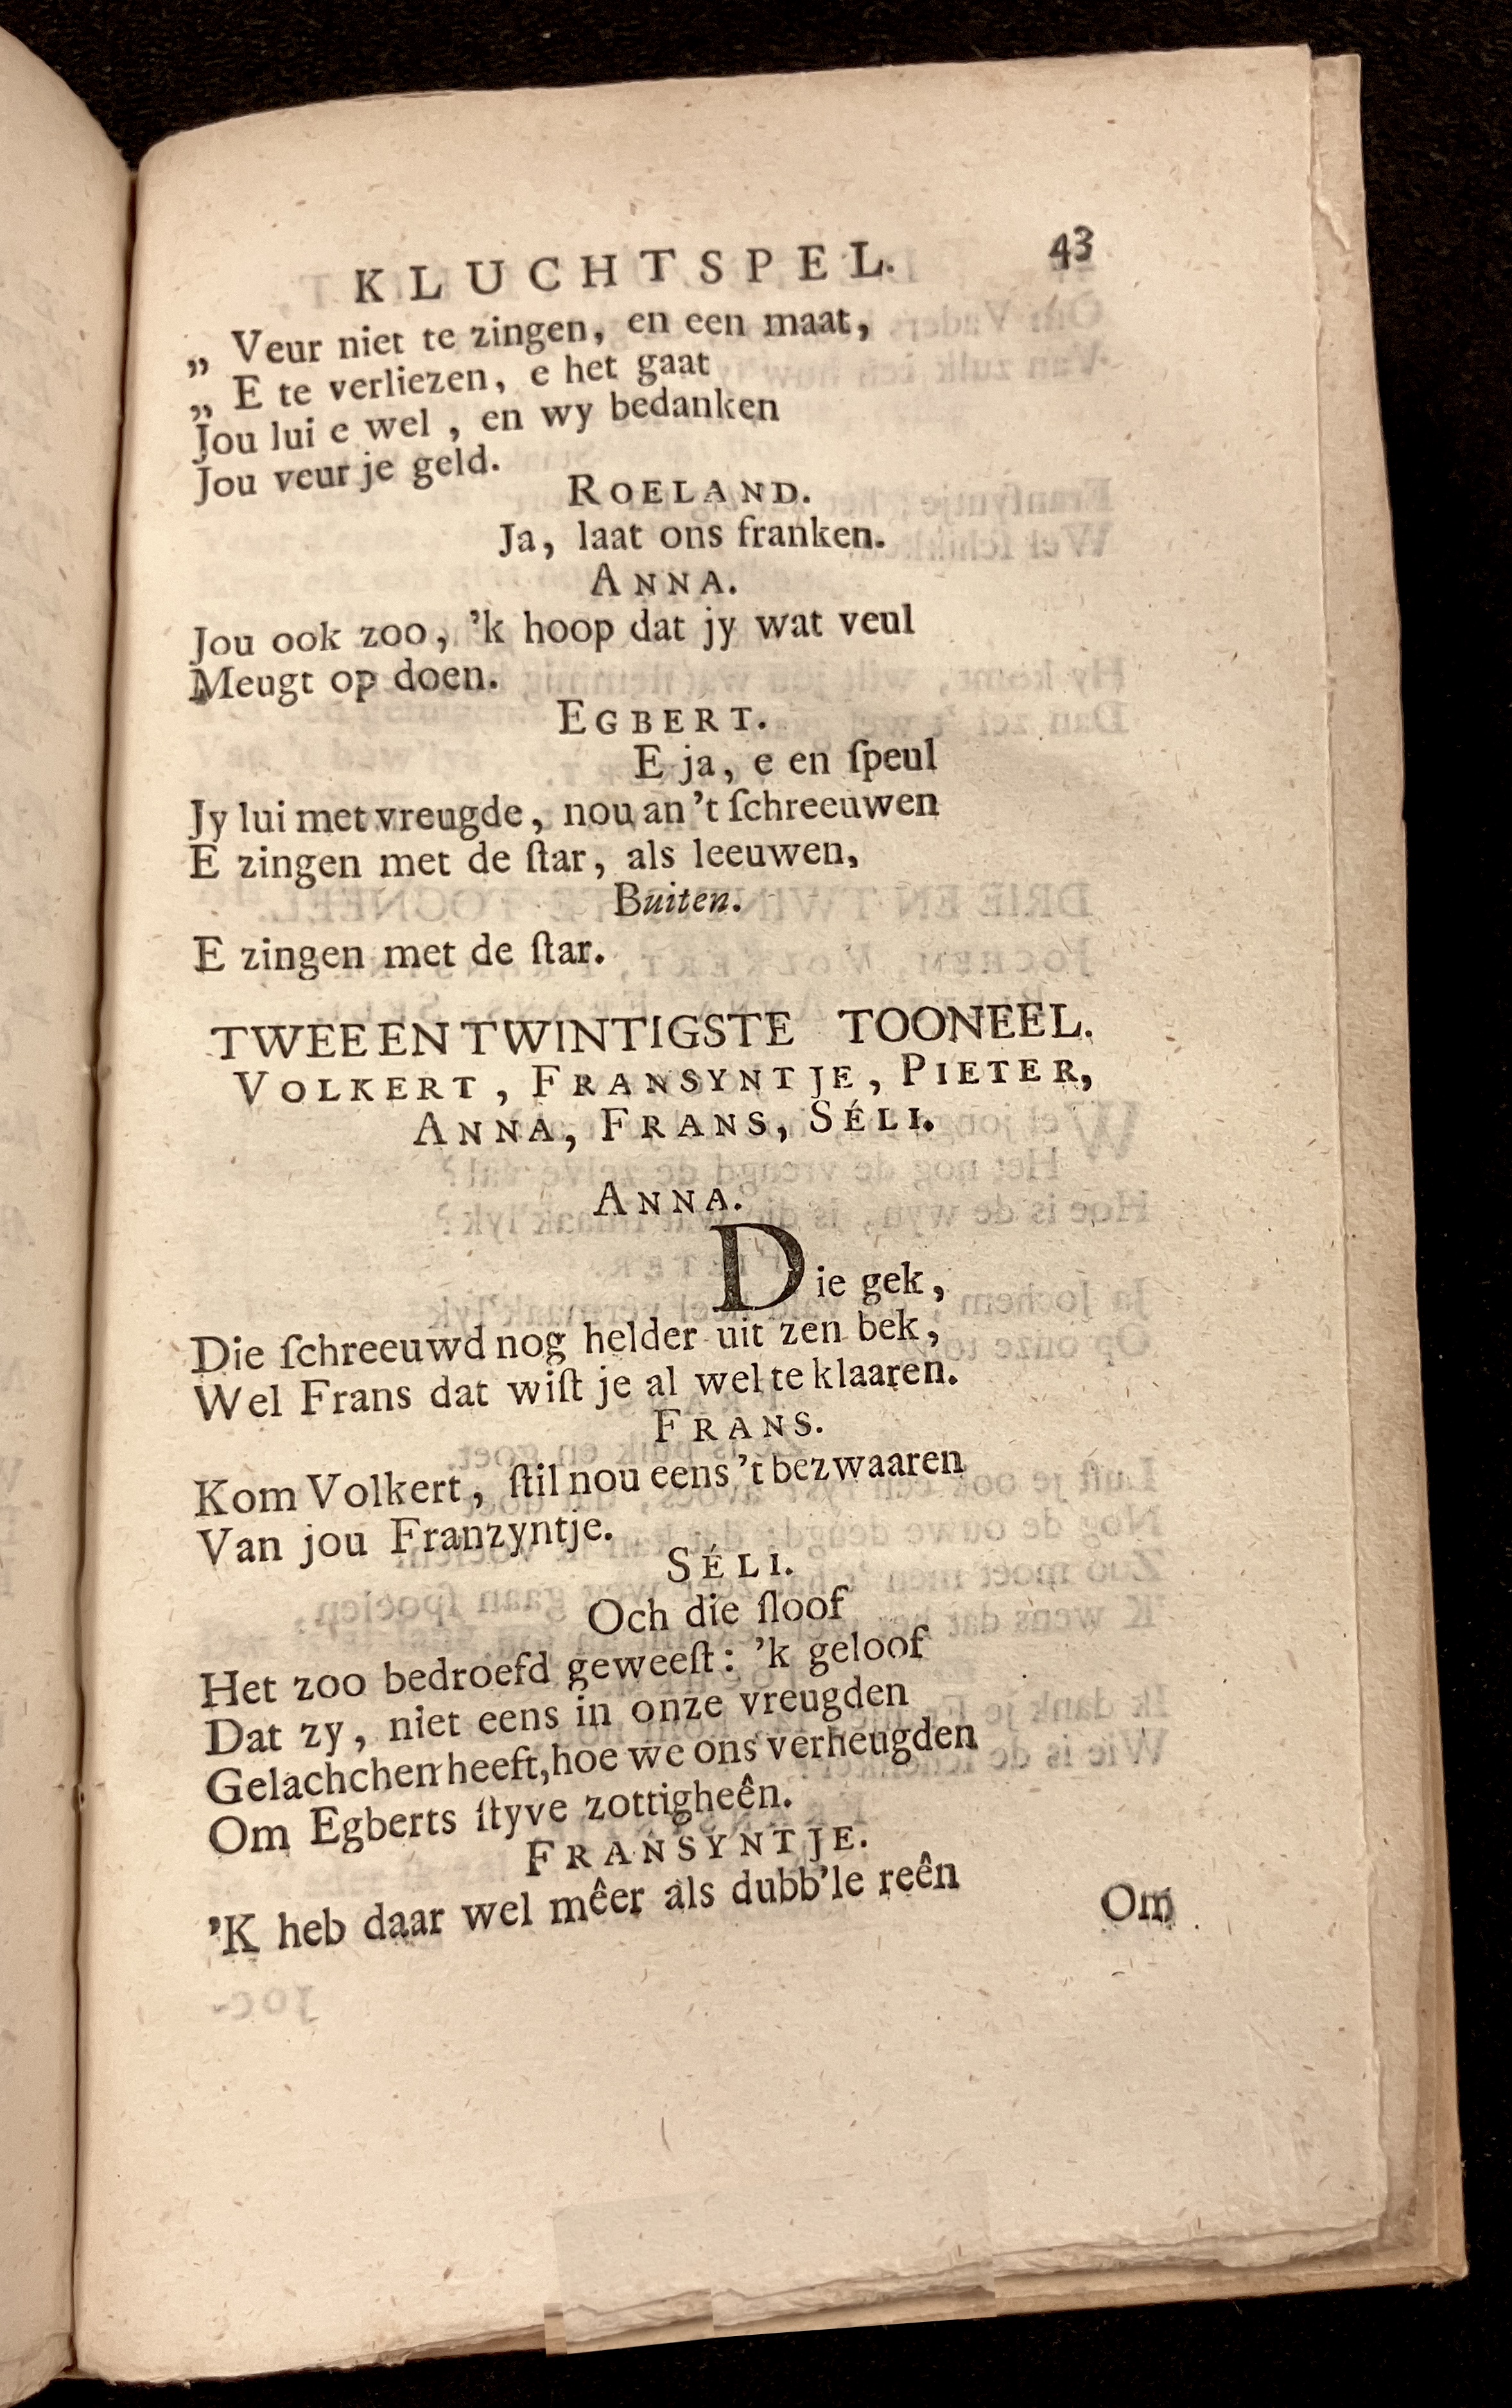 KLUCHTSPEL. 43
„ Veur niet te zingen, en een maat,
„ E te verliezen, e het gaat
Jou lui e wel, en wy bedanken
Jou veur je geld.
ROELAND.
Ja, laat ons franken.
ANNA.
Jou ook zoo, 'k hoop dat jy wat veul
Meugt op doen.
EGBERT.
E ja, e en ſpeul
Jy lui met vreugde, nou an 't ſchreeuwen
E zingen met de ſtar, als leeuwen,
Buiten.
E zingen met de ſtar.
TWEE EN TWINTIGSTE TOONEEL.
VOLKERT, FRANSYNTJE, PIETER,
ANNA, FRANS, SÉLI.
ANNA.
Die gek,
Die ſchreeuwd nog helder uit zen bek,
Wel Frans dat wiſt je al wel te klaaren.
FRANS.
Kom Volkert, ſtil nou eens 't bezwaaren
Van jou Franzyntje.
SÉLI.
Och die ſloof
Het zoo bedroefd geweeſt: 'k geloof
Dat zy, niet eens in onze vreugden
Gelachchen heeft, hoe we ons verheugden
Om Egberts ſtyve zottigheên.
FRANSYNTJE.
'K heb daar wel mêer als dubb'le reên
Om